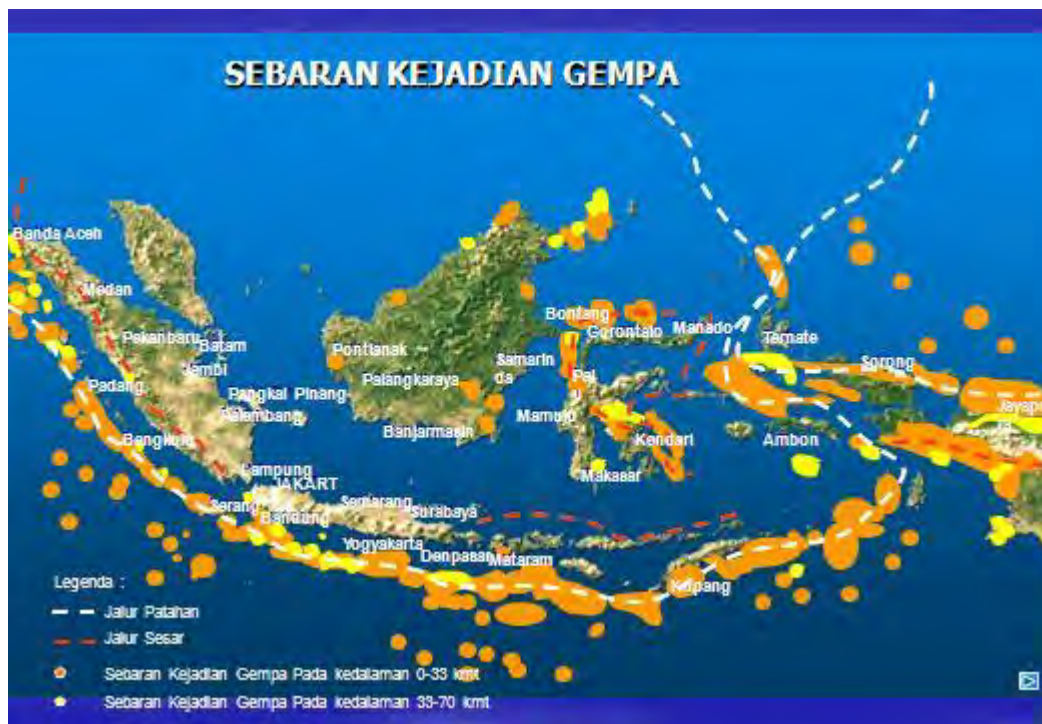 SEBARAN KEJADIAN GEMPA
Banda Aceh
Medan
Pekanbaru
Batam
Jambi
Padang
Pangkal Pinang
Palembang
Bengkulu
Lampung
JAKART
Serang
Bandung
Semarang
Surabaya
Yogyakarta
Denpasar
Mataram
Kupang
Pontianak
Palangkaraya
Banjarmasin
Samarin
da
Bontang
Gorontalo
Manado
Ternate
Sorong
Pal
Mamuju
Kendari
Makasar
Ambon
Jayap
Legenda :
Jalur Patahan
Jalur Sesar
Sebaran Kejadian Gempa Pada kedalaman 0-33 kmt
Sebaran Kejadian Gempa Pada kedalaman 33-70 kmt